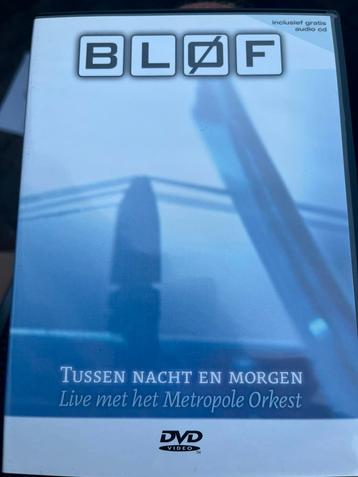 inclusief gratis
audio cd
BLØF
TUSSEN NACHT EN MORGEN
Live met het Metropole Orkest
DVD
VIDEO